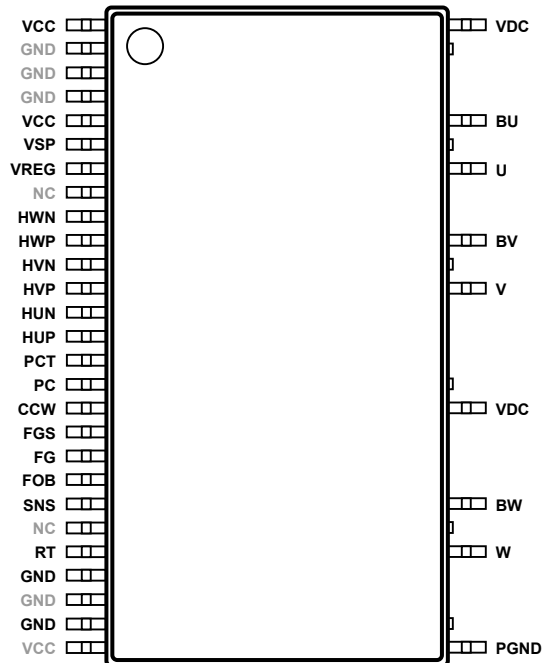 VCC
GND
GND
GND
VCC
VSP
VREG
NC
HWN
HWP
HVN
HVP
HUN
HUP
PCT
PC
CCW
FGS
FG
FOB
SNS
NC
RT
GND
GND
GND
VCC
VDC
BU
U
BV
V
VDC
BW
W
PGND